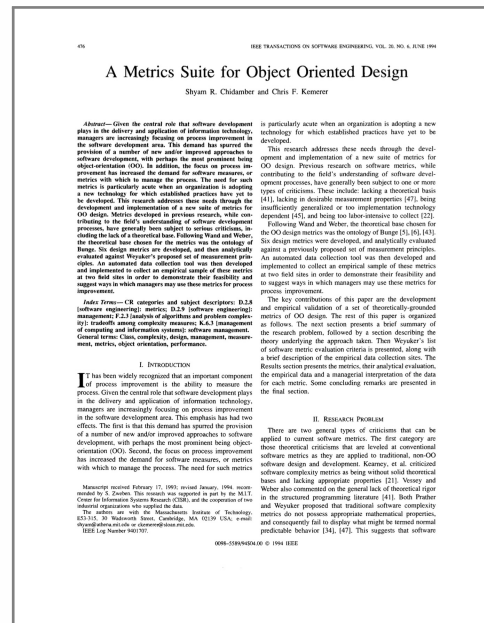 476
IEEE TRANSACTIONS ON SOFTWARE ENGINEERING, VOL. 20, NO. 6, JUNE 1994
A Metrics Suite for Object Oriented Design
Shyam R. Chidamber and Chris F. Kemerer
Abstract—Given the central role that software development
plays in the delivery and application of information technology,
managers are increasingly focusing on process improvement in
the software development area. This demand has spurred the
provision of a number of new and/or improved approaches to
software development, with perhaps the most prominent being
object-orientation (OO). In addition, the focus on process im-
provement has increased the demand for software measures, or
metrics with which to manage the process. The need for such
metrics is particularly acute when an organization is adopting
a new technology for which established practices have yet to
be developed. This research addresses these needs through the
development and implementation of a new suite of metrics for
OO design. Metrics developed in previous research, while con-
tributing to the field's understanding of software development
processes, have generally been subject to serious criticisms, in-
cluding the lack of a theoretical base. Following Wand and Weber,
the theoretical base chosen for the metrics was the ontology of
Bunge. Six design metrics are developed, and then analytically
evaluated against Weyuker's proposed set of measurement prin-
ciples. An automated data collection tool was then developed
and implemented to collect an empirical sample of these metrics
at two field sites in order to demonstrate their feasibility and
suggest ways in which managers may use these metrics for process
improvement.
Index Terms— CR categories and subject descriptors: D.2.8
[software engineering]: metrics; D.2.9 [software engineering]:
management; F.2.3 [analysis of algorithms and problem complex-
ity]: tradeoffs among complexity measures; K.6.3 [management
of computing and information systems]: software management.
General terms: Class, complexity, design, management, measure-
ment, metrics, object orientation, performance.
I. INTRODUCTION
IT has been widely recognized that an important component
of process improvement is the ability to measure the
process. Given the central role that software development plays
in the delivery and application of information technology,
managers are increasingly focusing on process improvement
in the software development area. This emphasis has had two
effects. The first is that this demand has spurred the provision
of a number of new and/or improved approaches to software
development, with perhaps the most prominent being object-
orientation (OO). Second, the focus on process improvement
has increased the demand for software measures, or metrics
with which to manage the process. The need for such metrics
Manuscript received February 17, 1993; revised January, 1994, recom-
mended by S. Zweben. This research was supported in part by the M.I.T.
Center for Information Systems Research (CISR), and the cooperation of two
industrial organizations who supplied the data.
The authors are with the Massachusetts Institute of Technology,
E53-315, 30 Wadsworth Street, Cambridge, MA 02139 USA; e-mail:
shyam@athena.mit.edu or ckemerer@sloan.mit.edu.
IEEE Log Number 9401707.
is particularly acute when an organization is adopting a new
technology for which established practices have yet to be
developed.
This research addresses these needs through the devel-
opment and implementation of a new suite of metrics for
OO design. Previous research on software metrics, while
contributing to the field's understanding of software devel-
opment processes, have generally been subject to one or more
types of criticisms. These include: lacking a theoretical basis
[41], lacking in desirable measurement properties [47], being
insufficiently generalized or too implementation technology
dependent [45], and being too labor-intensive to collect [22].
Following Wand and Weber, the theoretical base chosen for
the OO design metrics was the ontology of Bunge [5], [6], [43].
Six design metrics were developed, and analytically evaluated
against a previously proposed set of measurement principles.
An automated data collection tool was then developed and
implemented to collect an empirical sample of these metrics
at two field sites in order to demonstrate their feasibility and
to suggest ways in which managers may use these metrics for
process improvement.
The key contributions of this paper are the development
and empirical validation of a set of theoretically-grounded
metrics of OO design. The rest of this paper is organized
as follows. The next section presents a brief summary of
the research problem, followed by a section describing the
theory underlying the approach taken. Then Weyuker's list
of software metric evaluation criteria is presented, along with
a brief description of the empirical data collection sites. The
Results section presents the metrics, their analytical evaluation,
the empirical data and a managerial interpretation of the data
for each metric. Some concluding remarks are presented in
the final section.
II. RESEARCH PROBLEM
There are two general types of criticisms that can be
applied to current software metrics. The first category are
those theoretical criticisms that are leveled at conventional
software metrics as they are applied to traditional, non-OO
software design and development. Kearney, et al. criticized
software complexity metrics as being without solid theoretical
bases and lacking appropriate properties [21]. Vessey and
Weber also commented on the general lack of theoretical rigor
in the structured programming literature [41]. Both Prather
and Weyuker proposed that traditional software complexity
metrics do not possess appropriate mathematical properties,
and consequently fail to display what might be termed normal
predictable behavior [34], [47]. This suggests that software
0098-5589/94$04.00 © 1994 IEEE